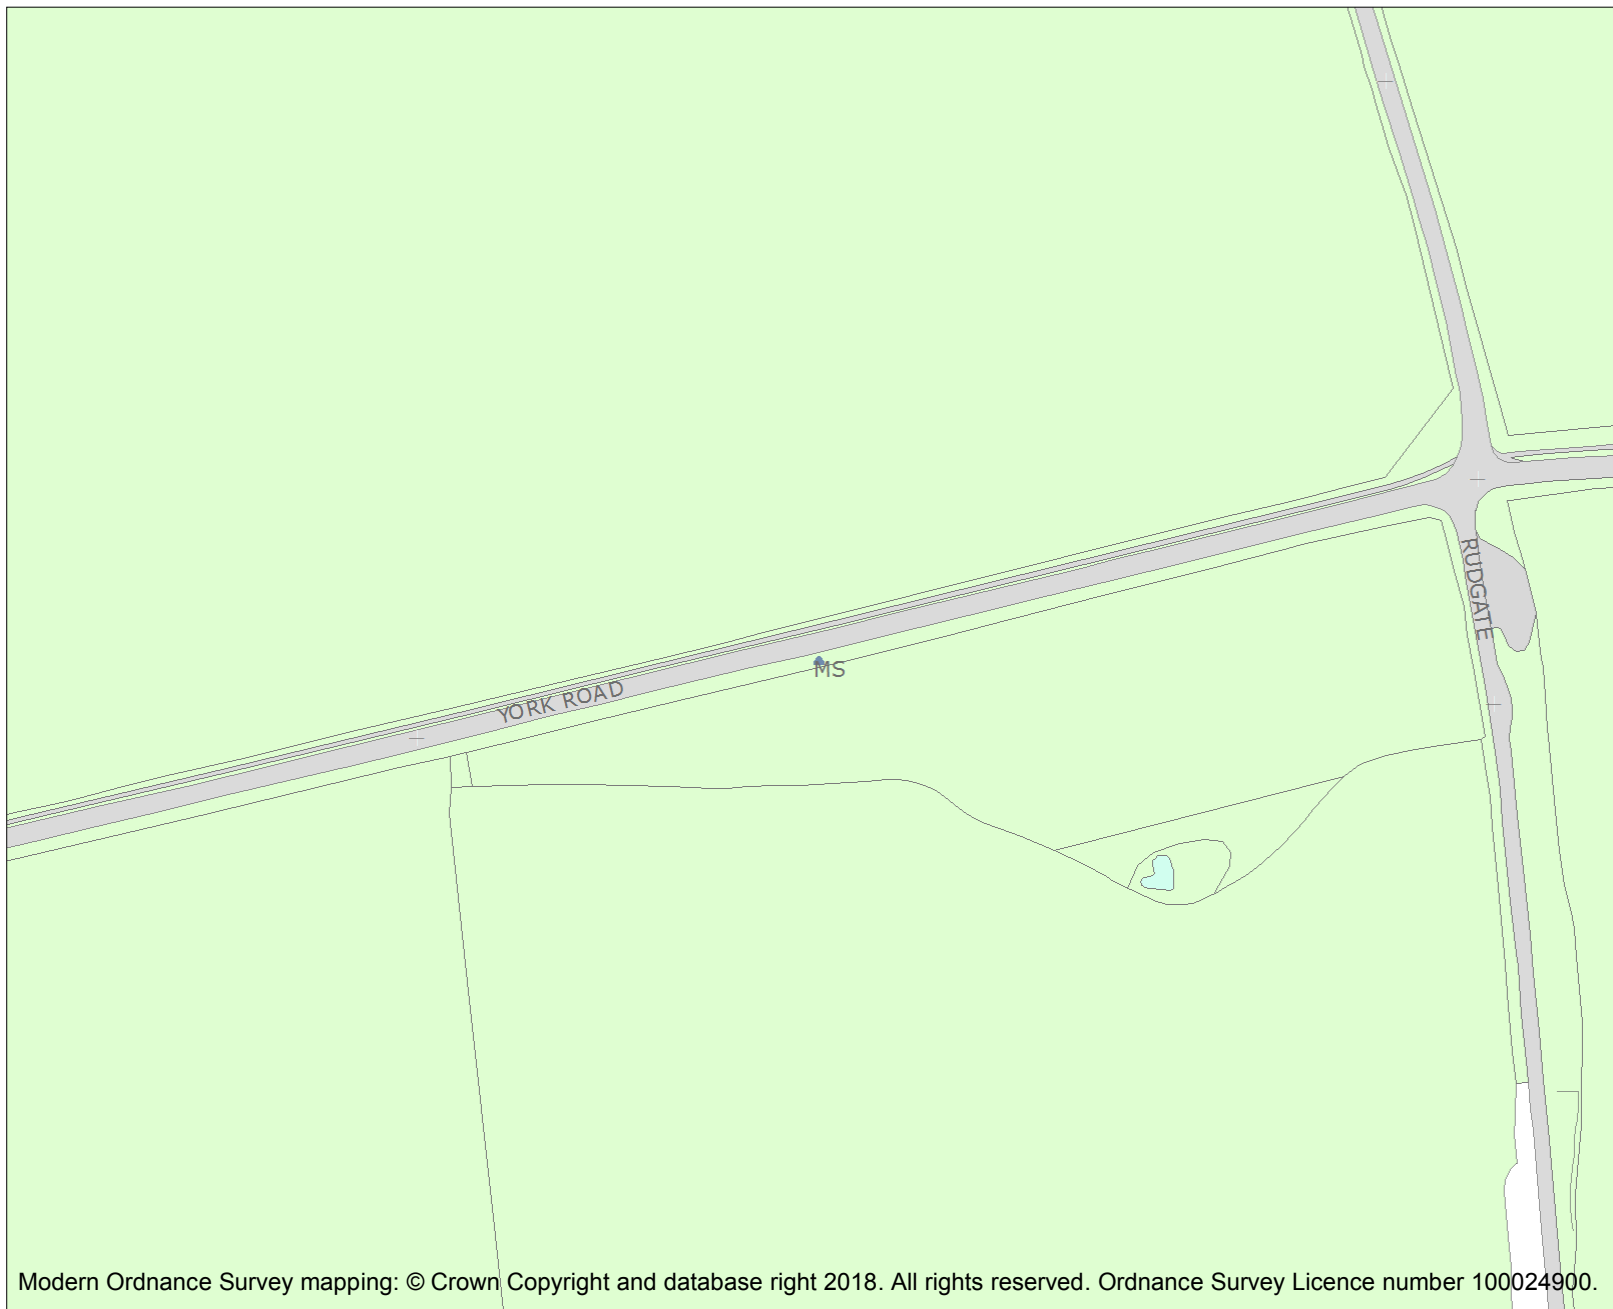 RUDGATE
MS
YORK ROAD
Modern Ordnance Survey mapping: © Crown Copyright and database right 2018. All rights reserved. Ordnance Survey Licence number 100024900.